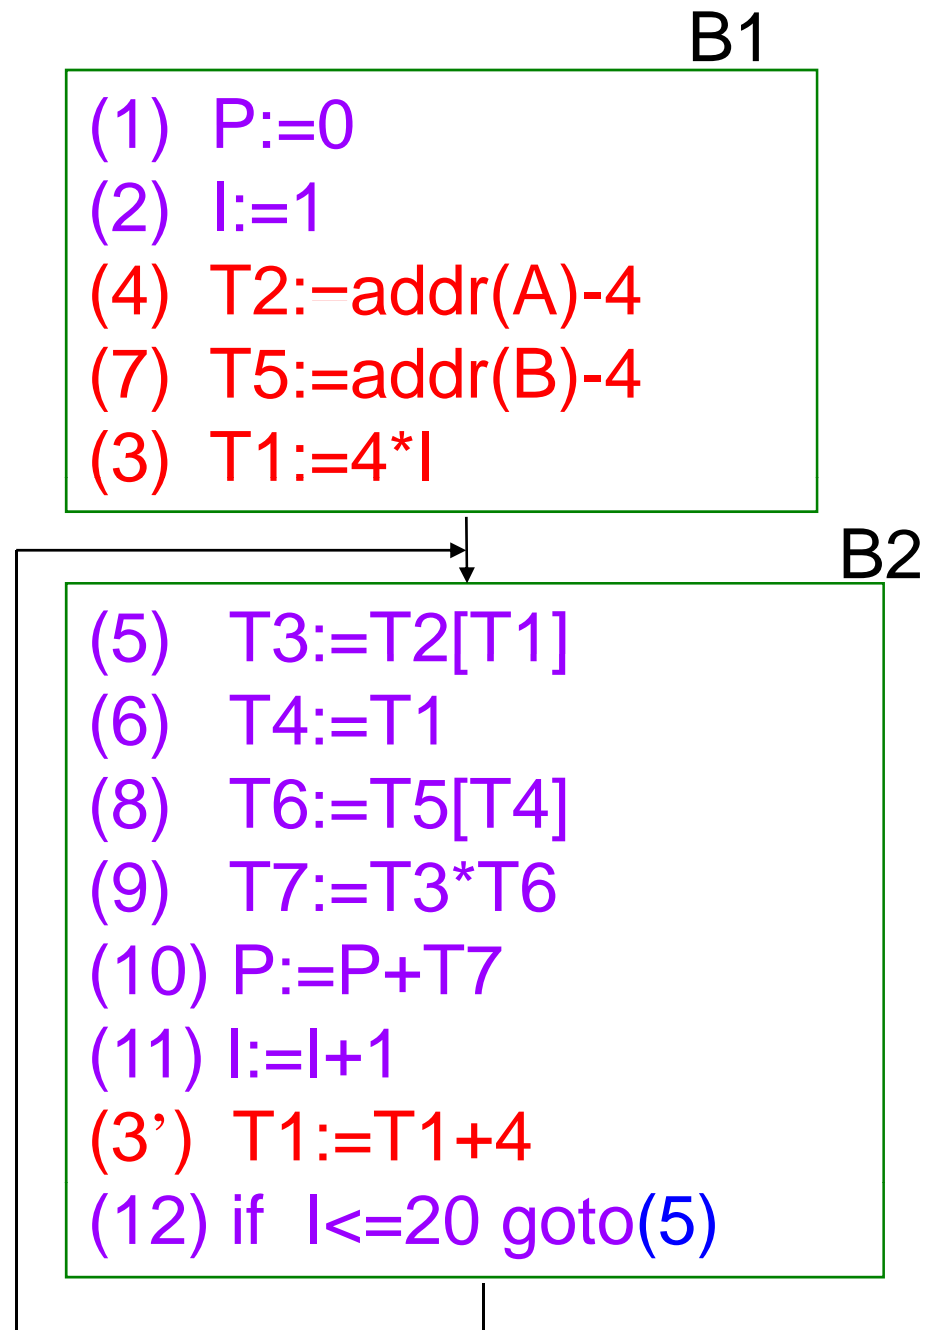 B1
(1) P:=0
(2) I:=1
(4) T2:=addr(A)-4
(7) T5:=addr(B)-4
(3) T1:=4*I
B2
(5) T3:=T2[T1]
(6) T4:=T1
(8) T6:=T5[T4]
(9) T7:=T3*T6
(10) P:=P+T7
(11) I:=I+1
(3’) T1:=T1+4
(12) if I<=20 goto(5)